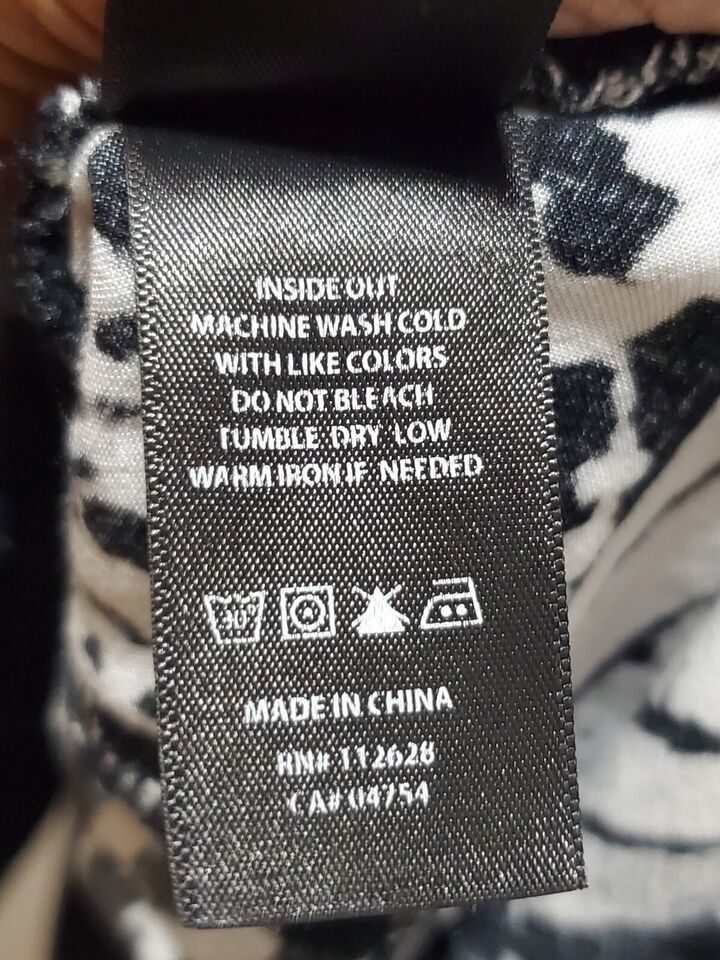 INSIDE OUT
MACHINE WASH COLD
WITH LIKE COLORS
DO NOT BLEACH
TUMBLE DRY LOW
WARM IRON IF NEEDED
30°
MADE IN CHINA
RN# 112628
CA# 04754